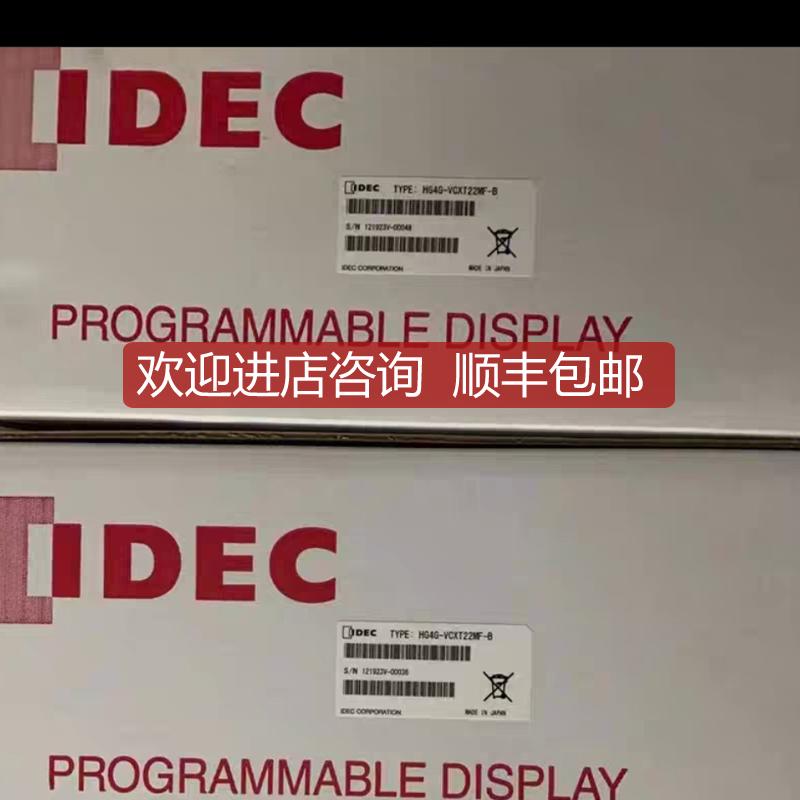 IDEC
IDEC TYPE: HG4G-VCXT22MF-B
S/N 121923V-00048
IDEC CORPORATION MADE IN JAPAN
PROGRAMMABLE DISPLAY
欢迎进店咨询 顺丰包邮
IDEC
IDEC TYPE: HG4G-VCXT22MF-B
S/N 121923V-00036
IDEC CORPORATION MADE IN JAPAN
PROGRAMMABLE DISPLAY